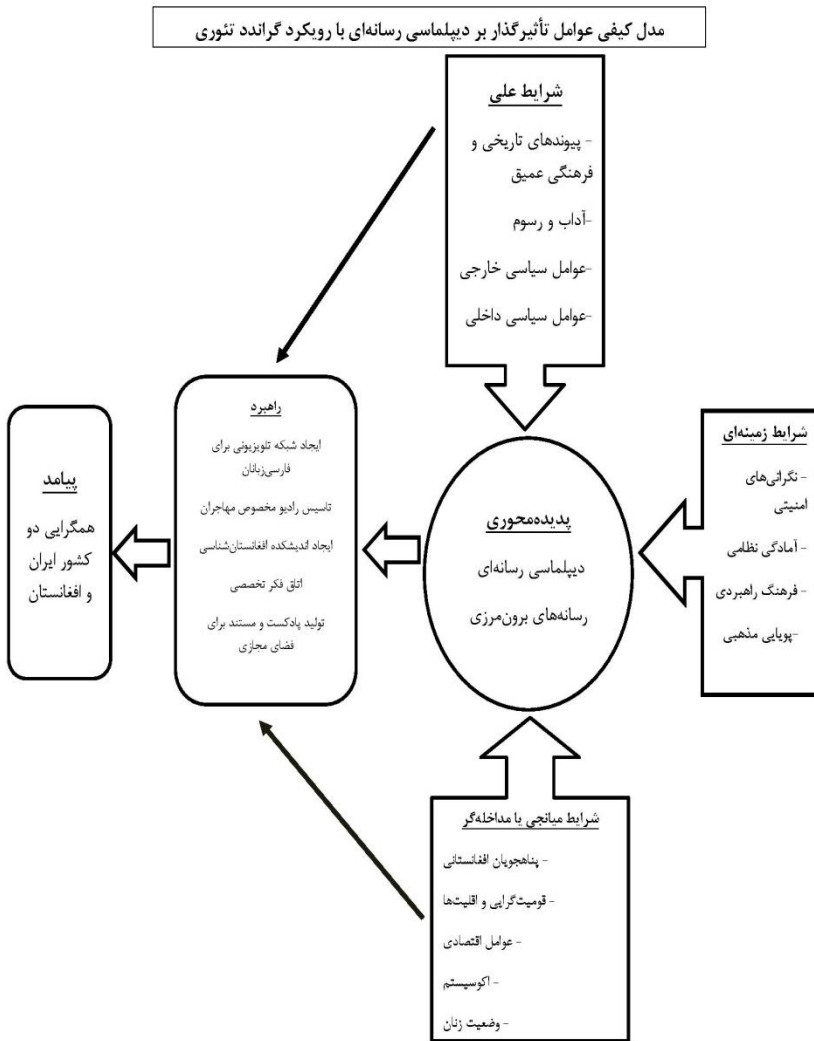 مدل کیفی عوامل تأثیرگذار بر دیپلماسی رسانه‌ای با رویکرد گراندد تئوری
شرایط علی
- پیوندهای تاریخی و
فرهنگی عمیق
-آداب و رسوم
-عوامل سیاسی خارجی
-عوامل سیاسی داخلی
شرایط زمینه‌ای
- نگرانی‌های
امنیتی
- آمادگی نظامی
- فرهنگ راهبردی
-پویایی مذهبی
پدیده‌محوری
دیپلماسی رسانه‌ای
رسانه‌های برون‌مرزی
راهبرد
ایجاد شبکه تلویزیونی برای
فارسی‌زبانان
تاسیس رادیو مخصوص مهاجران
ایجاد اندیشکده افغانستان‌شناسی
اتاق فکر تخصصی
تولید پادکست و مستند برای
فضای مجازی
پیامد
همگرایی دو
کشور ایران
و افغانستان
شرایط میانجی یا مداخله‌گر
- پناهجویان افغانستانی
- قومیت‌گرایی و اقلیت‌ها
- عوامل اقتصادی
- اکوسیستم
- وضعیت زنان